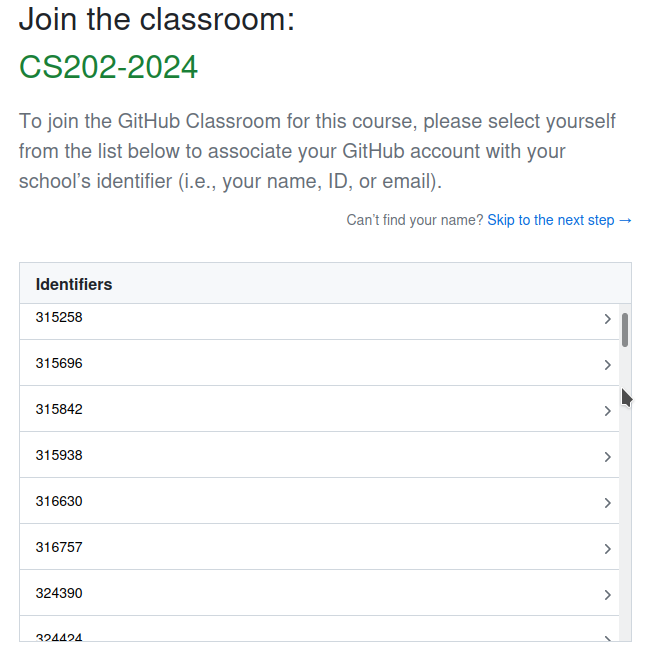 Join the classroom:
CS202-2024
To join the GitHub Classroom for this course, please select yourself
from the list below to associate your GitHub account with your
school’s identifier (i.e., your name, ID, or email).
Can’t find your name? Skip to the next step →
Identifiers
315258
315696
315842
315938
316630
316757
324390
324424